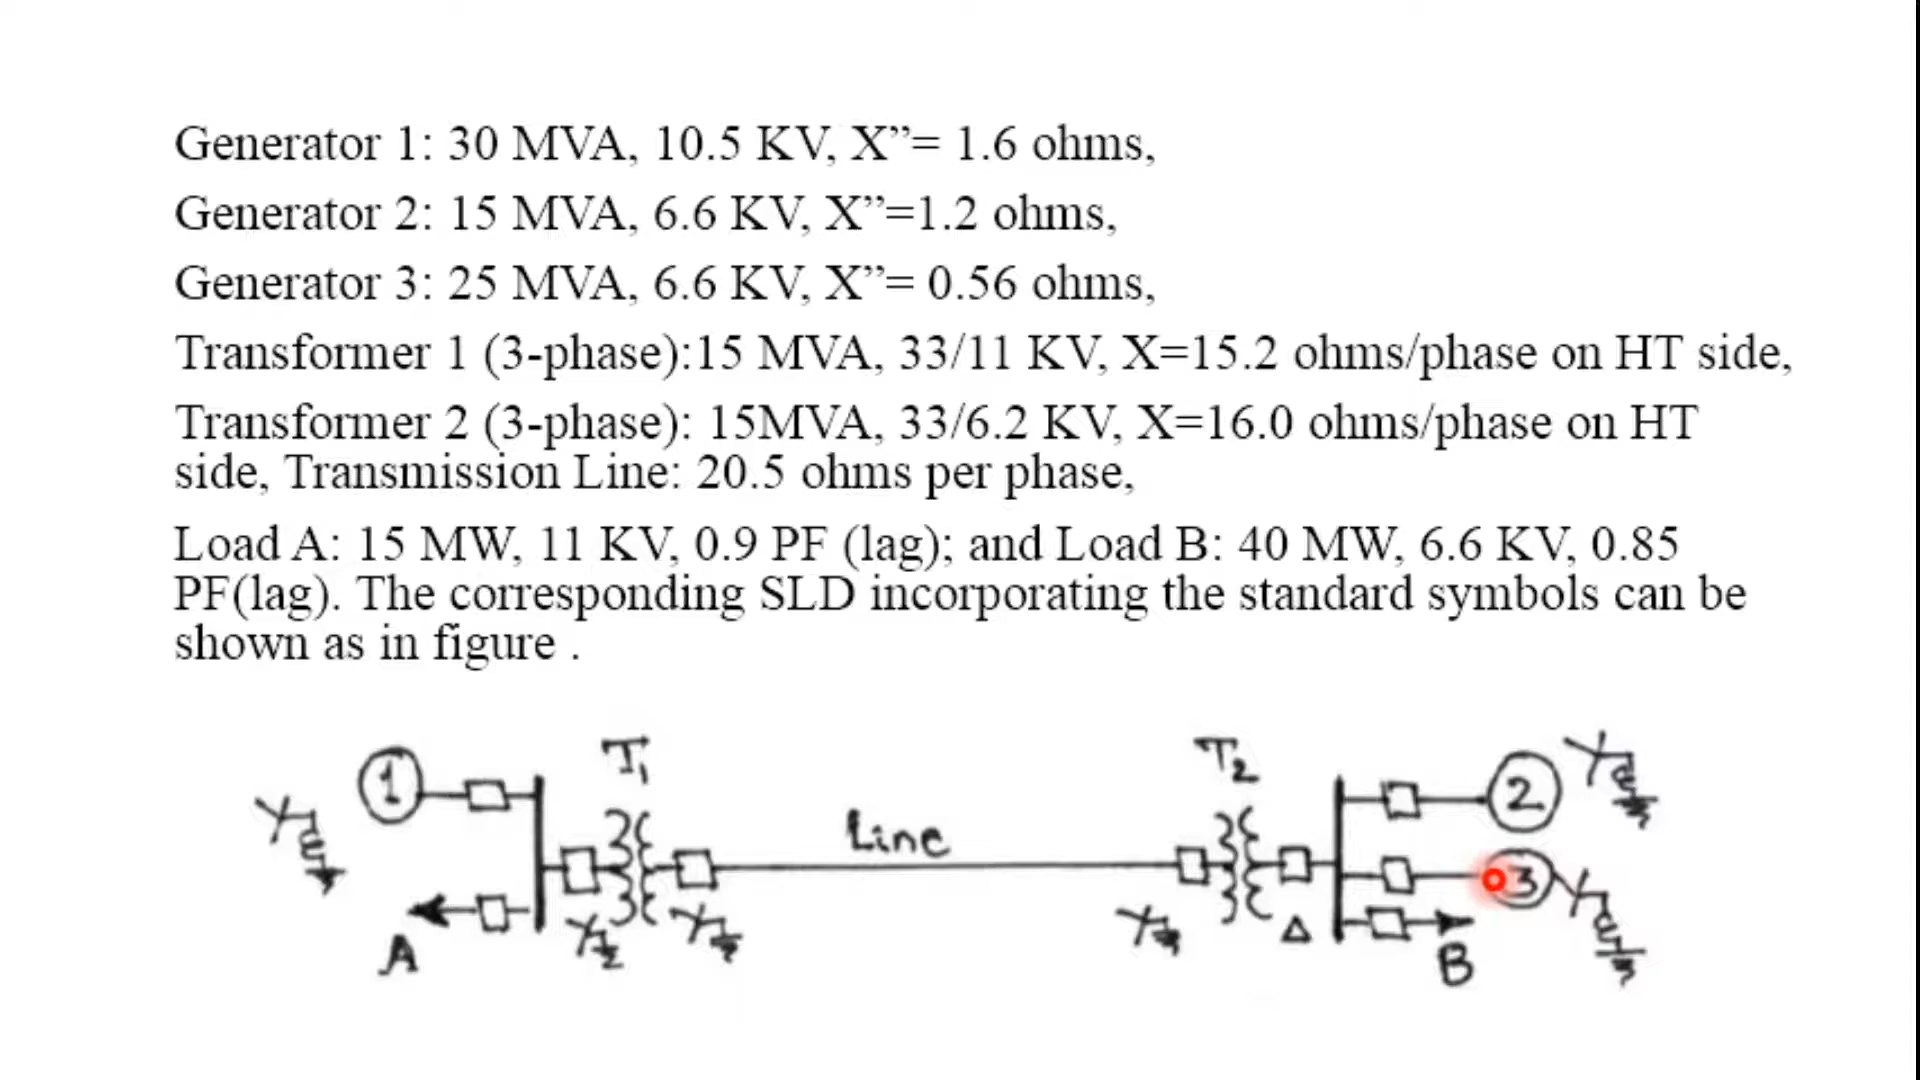 Generator 1: 30 MVA, 10.5 KV, X”= 1.6 ohms,
Generator 2: 15 MVA, 6.6 KV, X”=1.2 ohms,
Generator 3: 25 MVA, 6.6 KV, X”= 0.56 ohms,
Transformer 1 (3-phase):15 MVA, 33/11 KV, X=15.2 ohms/phase on HT side,
Transformer 2 (3-phase): 15MVA, 33/6.2 KV, X=16.0 ohms/phase on HT
side, Transmission Line: 20.5 ohms per phase,
Load A: 15 MW, 11 KV, 0.9 PF (lag); and Load B: 40 MW, 6.6 KV, 0.85
PF(lag). The corresponding SLD incorporating the standard symbols can be
shown as in figure .
T₁
T₂
1
2
Line
3
A
B